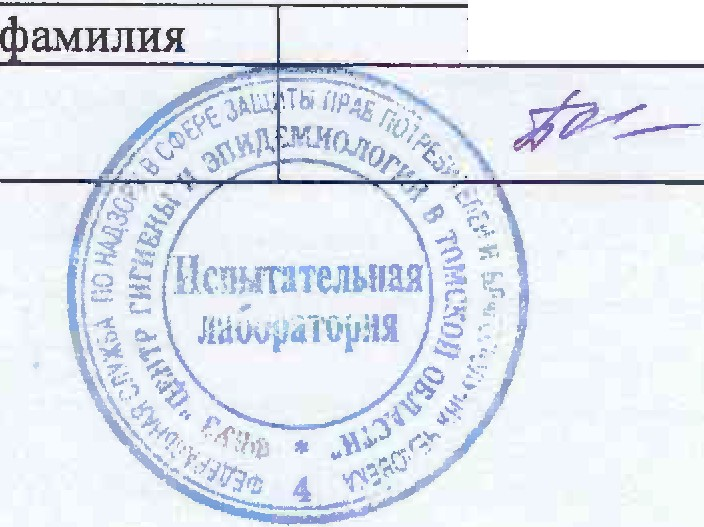 фамилия
ФЕДЕРАЛЬНАЯ СЛУЖБА ПО НАДЗОРУ В СФЕРЕ ЗАЩИТЫ ПРАВ ПОТРЕБИТЕЛЕЙ И БЛАГОПОЛУЧИЯ ЧЕЛОВЕКА
ФБУЗ "ЦЕНТР ГИГИЕНЫ И ЭПИДЕМИОЛОГИИ В ТОМСКОЙ ОБЛАСТИ" *
Испытательная
лаборатория
4